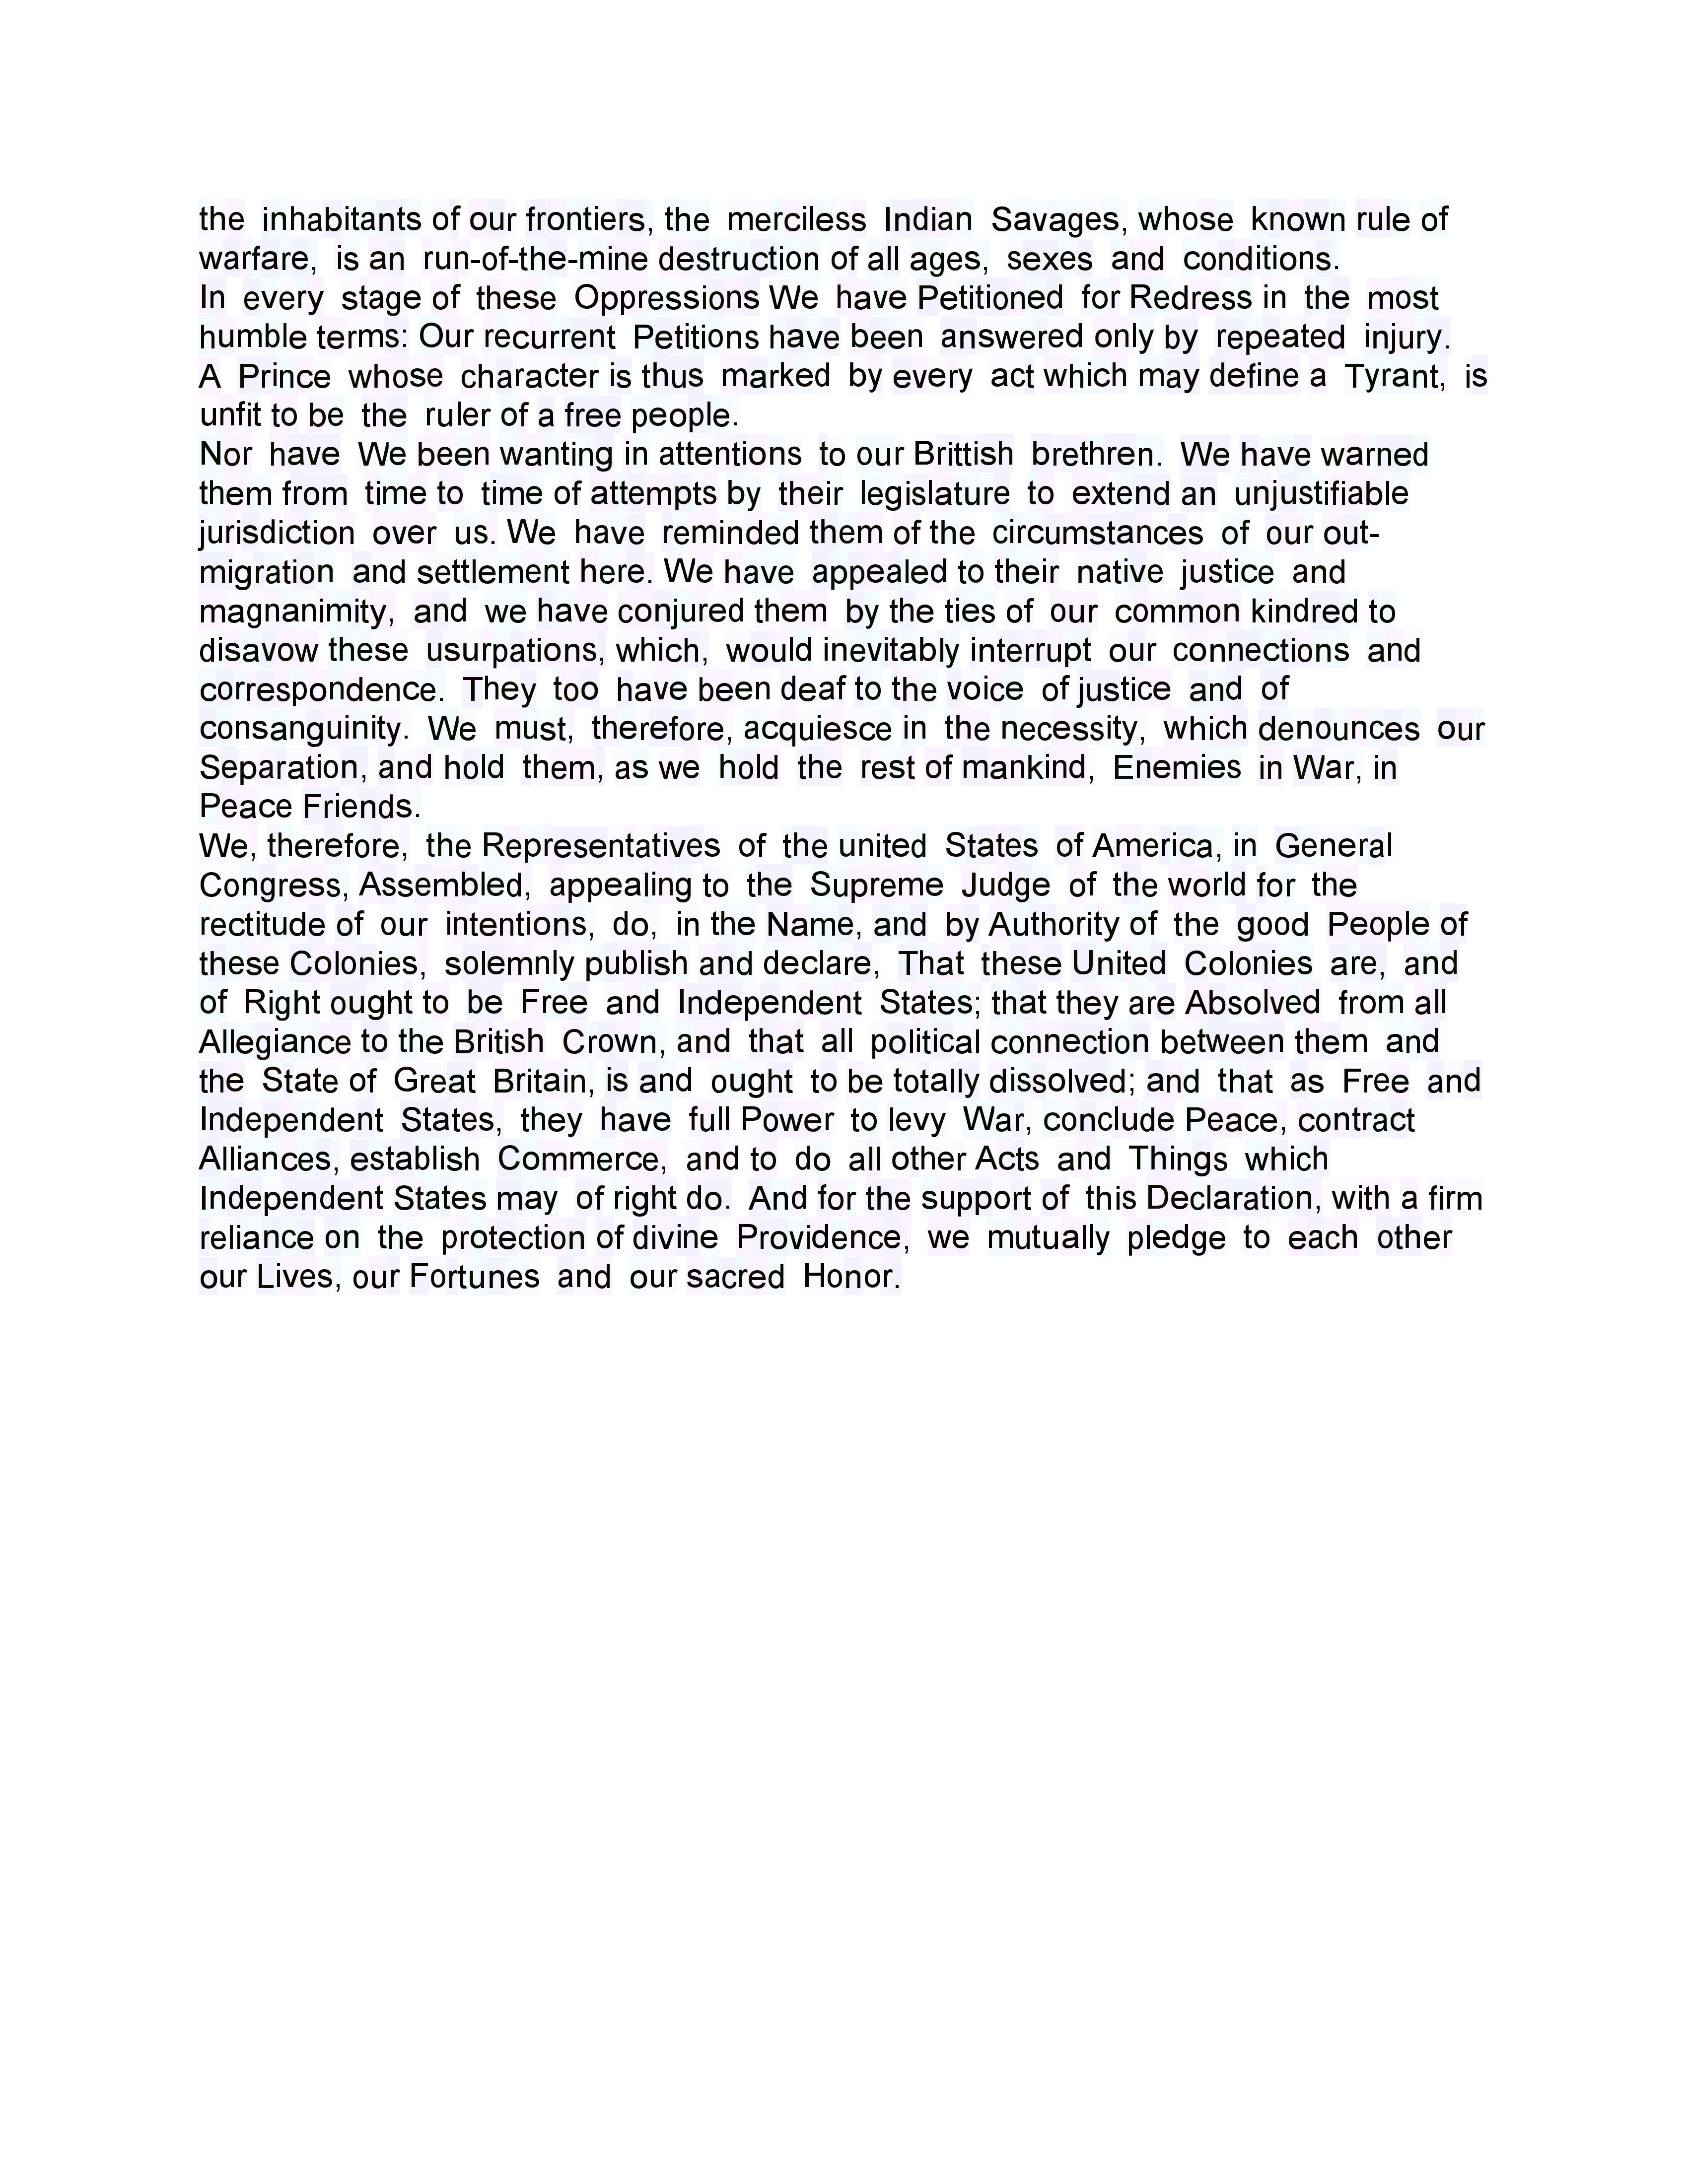 the inhabitants of our frontiers, the merciless Indian Savages, whose known rule of
warfare, is an run-of-the-mine destruction of all ages, sexes and conditions.
In every stage of these Oppressions We have Petitioned for Redress in the most
humble terms: Our recurrent Petitions have been answered only by repeated injury.
A Prince whose character is thus marked by every act which may define a Tyrant, is
unfit to be the ruler of a free people.
Nor have We been wanting in attentions to our Brittish brethren. We have warned
them from time to time of attempts by their legislature to extend an unjustifiable
jurisdiction over us. We have reminded them of the circumstances of our out-
migration and settlement here. We have appealed to their native justice and
magnanimity, and we have conjured them by the ties of our common kindred to
disavow these usurpations, which, would inevitably interrupt our connections and
correspondence. They too have been deaf to the voice of justice and of
consanguinity. We must, therefore, acquiesce in the necessity, which denounces our
Separation, and hold them, as we hold the rest of mankind, Enemies in War, in
Peace Friends.
We, therefore, the Representatives of the united States of America, in General
Congress, Assembled, appealing to the Supreme Judge of the world for the
rectitude of our intentions, do, in the Name, and by Authority of the good People of
these Colonies, solemnly publish and declare, That these United Colonies are, and
of Right ought to be Free and Independent States; that they are Absolved from all
Allegiance to the British Crown, and that all political connection between them and
the State of Great Britain, is and ought to be totally dissolved; and that as Free and
Independent States, they have full Power to levy War, conclude Peace, contract
Alliances, establish Commerce, and to do all other Acts and Things which
Independent States may of right do. And for the support of this Declaration, with a firm
reliance on the protection of divine Providence, we mutually pledge to each other
our Lives, our Fortunes and our sacred Honor.